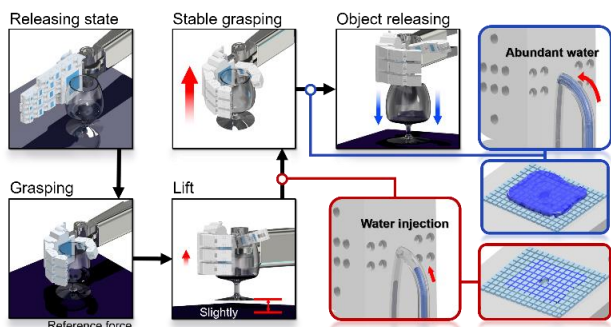 Releasing state
Stable grasping
Object releasing
Abundant water
Grasping
Lift
Water injection
Slightly
Reference force